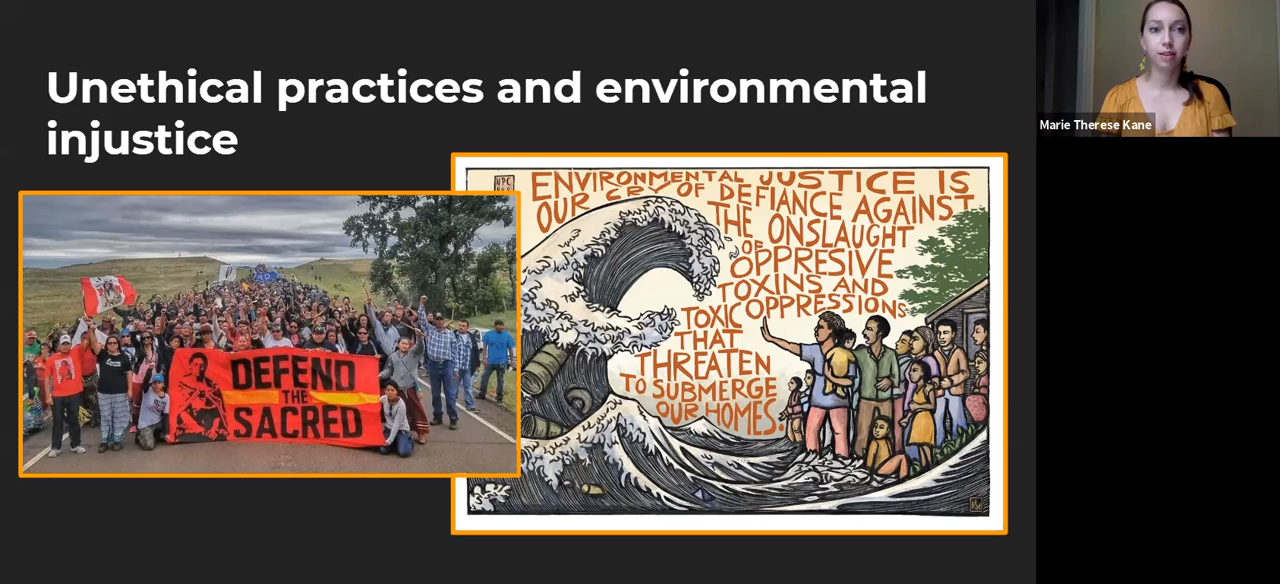 Unethical practices and environmental
injustice
Marie Therese Kane
DEFEND
THE
SACRED
ENVIRONMENTAL JUSTICE IS
OUR CRY OF DEFIANCE AGAINST
THE ONSLAUGHT
OF
OPPRESIVE
TOXINS AND
TOXIC OPPRESSIONS
THAT
THREATEN
TO SUBMERGE
OUR HOMES.